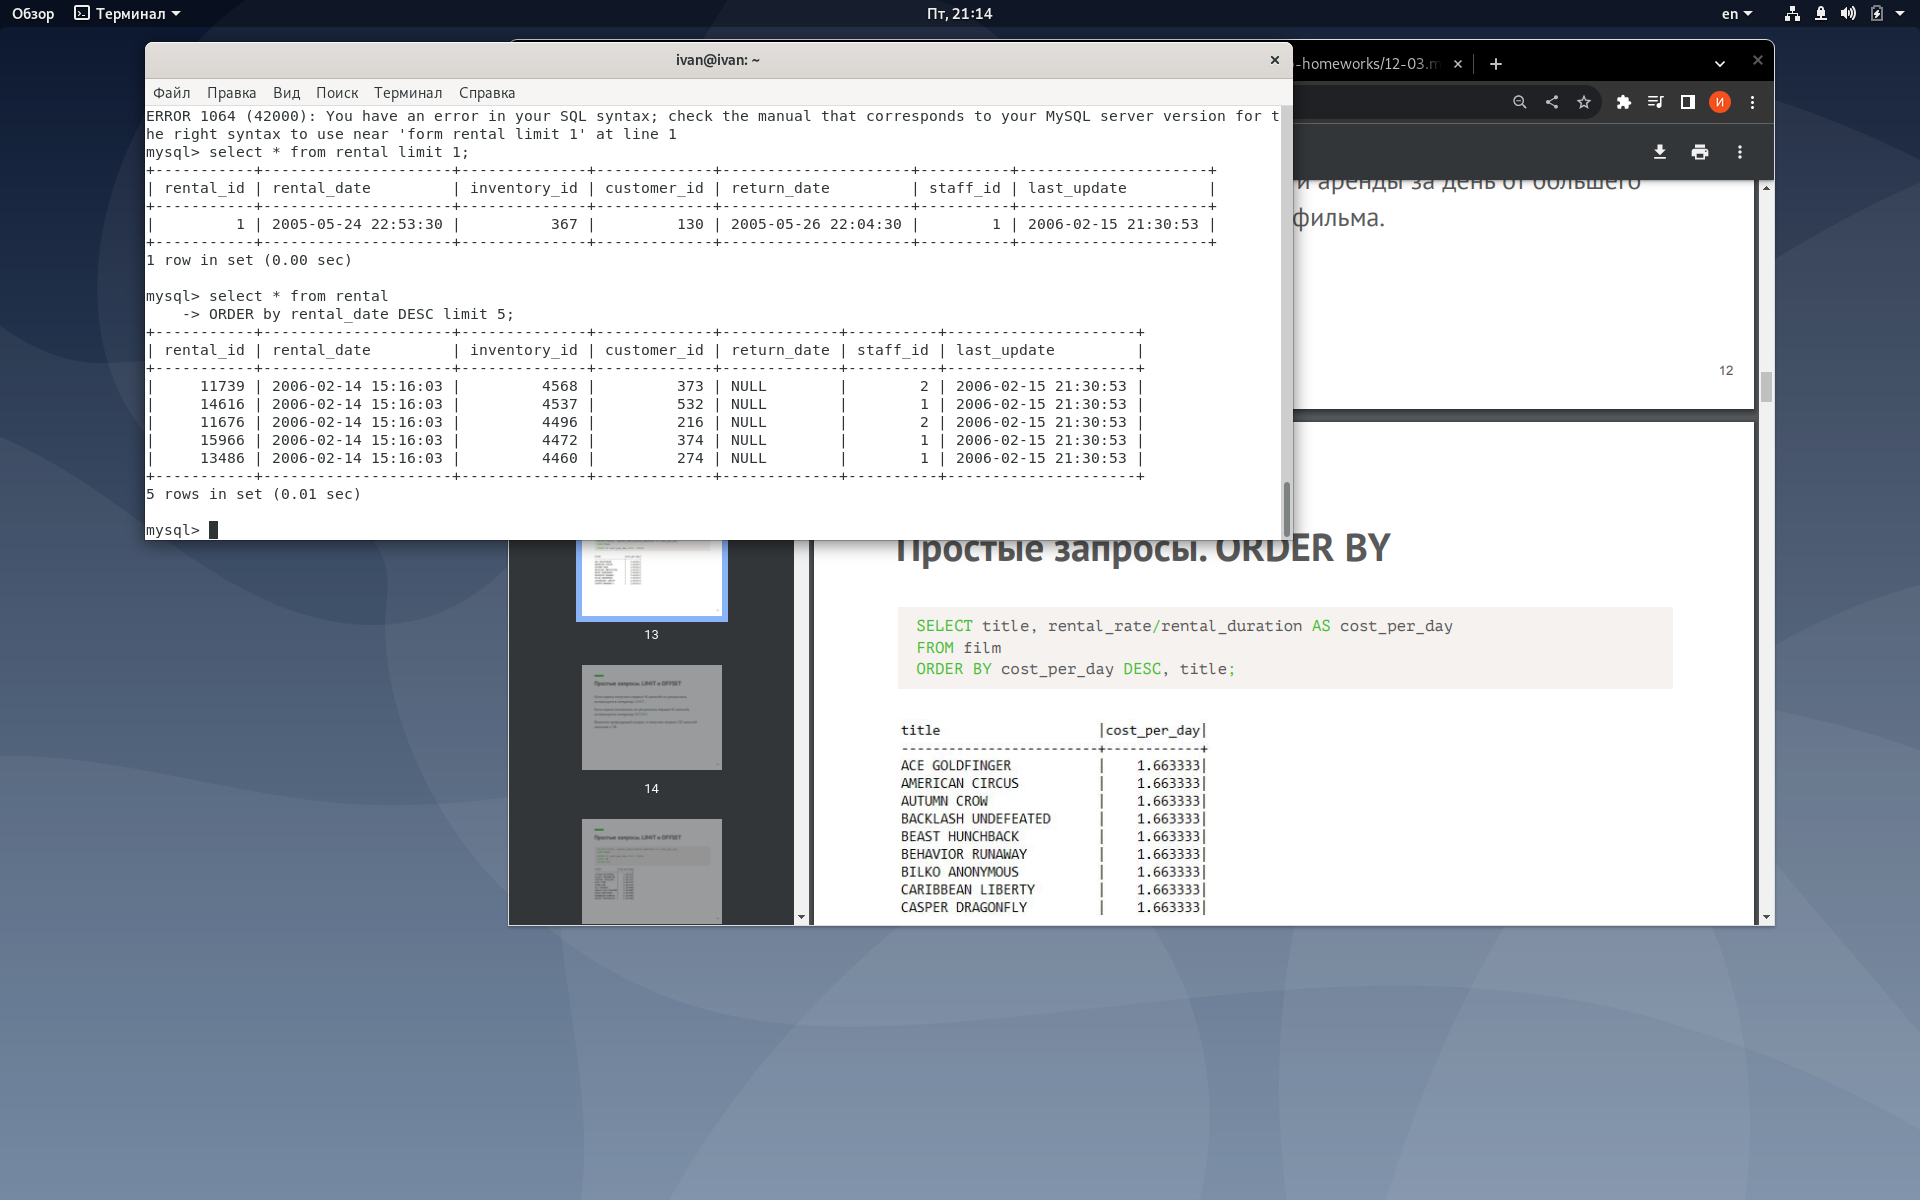 Обзор
Терминал
Пт, 21:14
en
ivan@ivan: ~
-homeworks/12-03.m
Файл Правка Вид Поиск Терминал Справка
ERROR 1064 (42000): You have an error in your SQL syntax; check the manual that corresponds to your MySQL server version for t
he right syntax to use near 'form rental limit 1' at line 1
mysql> select * from rental limit 1;
+-----------+---------------------+--------------+-------------+---------------------+----------+---------------------+
| rental_id | rental_date         | inventory_id | customer_id | return_date         | staff_id | last_update         |
+-----------+---------------------+--------------+-------------+---------------------+----------+---------------------+
|         1 | 2005-05-24 22:53:30 |          367 |         130 | 2005-05-26 22:04:30 |        1 | 2006-02-15 21:30:53 |
+-----------+---------------------+--------------+-------------+---------------------+----------+---------------------+
1 row in set (0.00 sec)
mysql> select * from rental
    -> ORDER by rental_date DESC limit 5;
+-----------+---------------------+--------------+-------------+-------------+----------+---------------------+
| rental_id | rental_date         | inventory_id | customer_id | return_date | staff_id | last_update         |
+-----------+---------------------+--------------+-------------+-------------+----------+---------------------+
|     11739 | 2006-02-14 15:16:03 |         4568 |         373 | NULL        |        2 | 2006-02-15 21:30:53 |
|     14616 | 2006-02-14 15:16:03 |         4537 |         532 | NULL        |        1 | 2006-02-15 21:30:53 |
|     11676 | 2006-02-14 15:16:03 |         4496 |         216 | NULL        |        2 | 2006-02-15 21:30:53 |
|     15966 | 2006-02-14 15:16:03 |         4472 |         374 | NULL        |        1 | 2006-02-15 21:30:53 |
|     13486 | 2006-02-14 15:16:03 |         4460 |         274 | NULL        |        1 | 2006-02-15 21:30:53 |
+-----------+---------------------+--------------+-------------+-------------+----------+---------------------+
5 rows in set (0.01 sec)
mysql>
И
и аренды за день от большего
фильма.
12
13
Простые запросы. LIMIT и OFFSET
14
Простые запросы. LIMIT и OFFSET
Простые запросы. ORDER BY
SELECT title, rental_rate/rental_duration AS cost_per_day
FROM film
ORDER BY cost_per_day DESC, title;
title                    |cost_per_day|
-------------------------+------------+
ACE GOLDFINGER           |    1.663333|
AMERICAN CIRCUS          |    1.663333|
AUTUMN CROW              |    1.663333|
BACKLASH UNDEFEATED      |    1.663333|
BEAST HUNCHBACK          |    1.663333|
BEHAVIOR RUNAWAY         |    1.663333|
BILKO ANONYMOUS          |    1.663333|
CARIBBEAN LIBERTY        |    1.663333|
CASPER DRAGONFLY         |    1.663333|